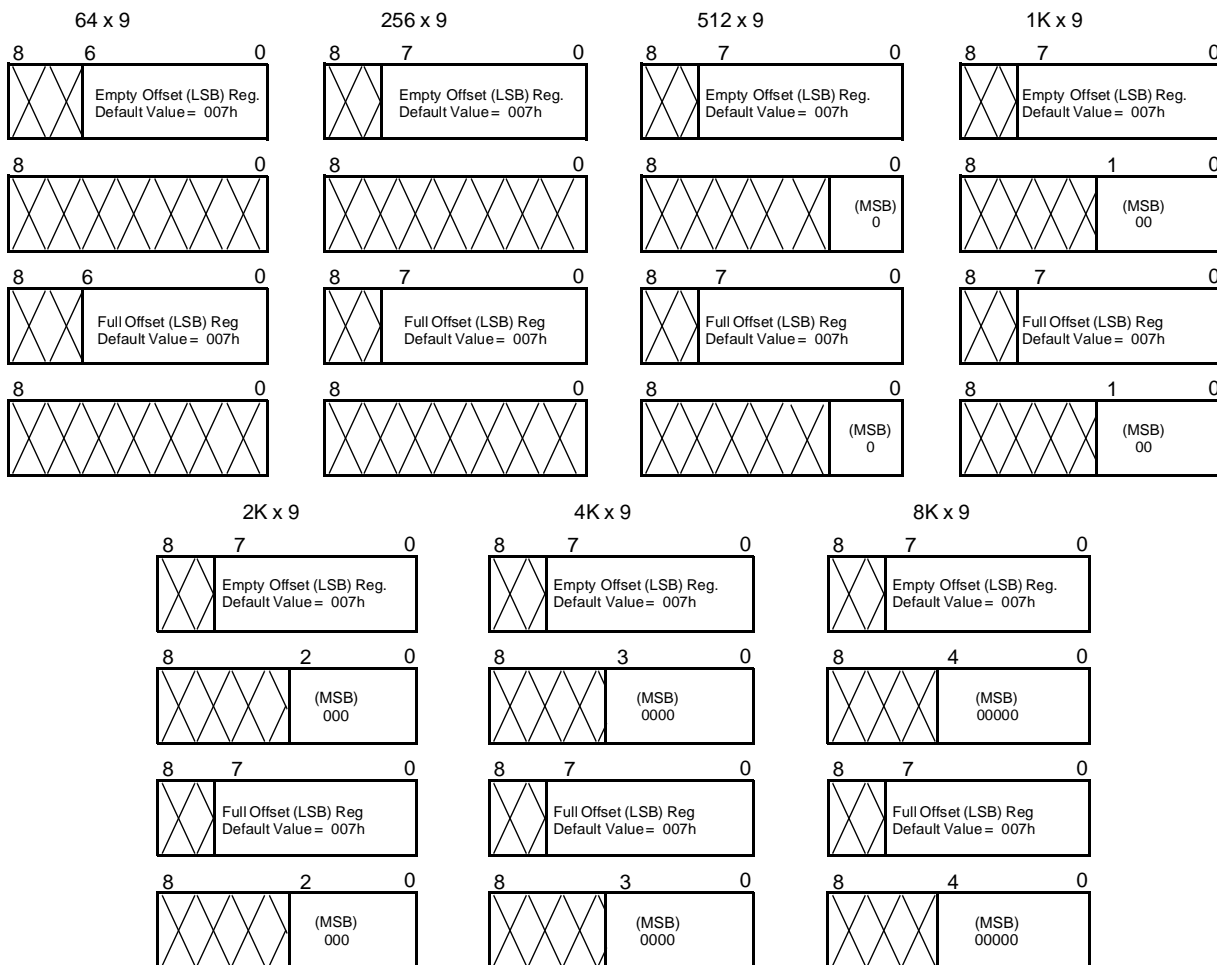 64 x 9
256 x 9
512 x 9
1K x 9
8 6 0
8 7 0
8 7 0
8 7 0
Empty Offset (LSB) Reg.
Default Value = 007h
Empty Offset (LSB) Reg.
Default Value = 007h
Empty Offset (LSB) Reg.
Default Value = 007h
Empty Offset (LSB) Reg.
Default Value = 007h
8 0
8 0
8 0
8 1 0
(MSB)
0
(MSB)
00
8 6 0
8 7 0
8 7 0
8 7 0
Full Offset (LSB) Reg
Default Value = 007h
Full Offset (LSB) Reg
Default Value = 007h
Full Offset (LSB) Reg
Default Value = 007h
Full Offset (LSB) Reg
Default Value = 007h
8 0
8 0
8 0
8 1 0
(MSB)
0
(MSB)
00
2K x 9
4K x 9
8K x 9
8 7 0
8 7 0
8 7 0
Empty Offset (LSB) Reg.
Default Value = 007h
Empty Offset (LSB) Reg.
Default Value = 007h
Empty Offset (LSB) Reg.
Default Value = 007h
8 2 0
8 3 0
8 4 0
(MSB)
000
(MSB)
0000
(MSB)
00000
8 7 0
8 7 0
8 7 0
Full Offset (LSB) Reg
Default Value = 007h
Full Offset (LSB) Reg
Default Value = 007h
Full Offset (LSB) Reg
Default Value = 007h
8 2 0
8 3 0
8 4 0
(MSB)
000
(MSB)
0000
(MSB)
00000